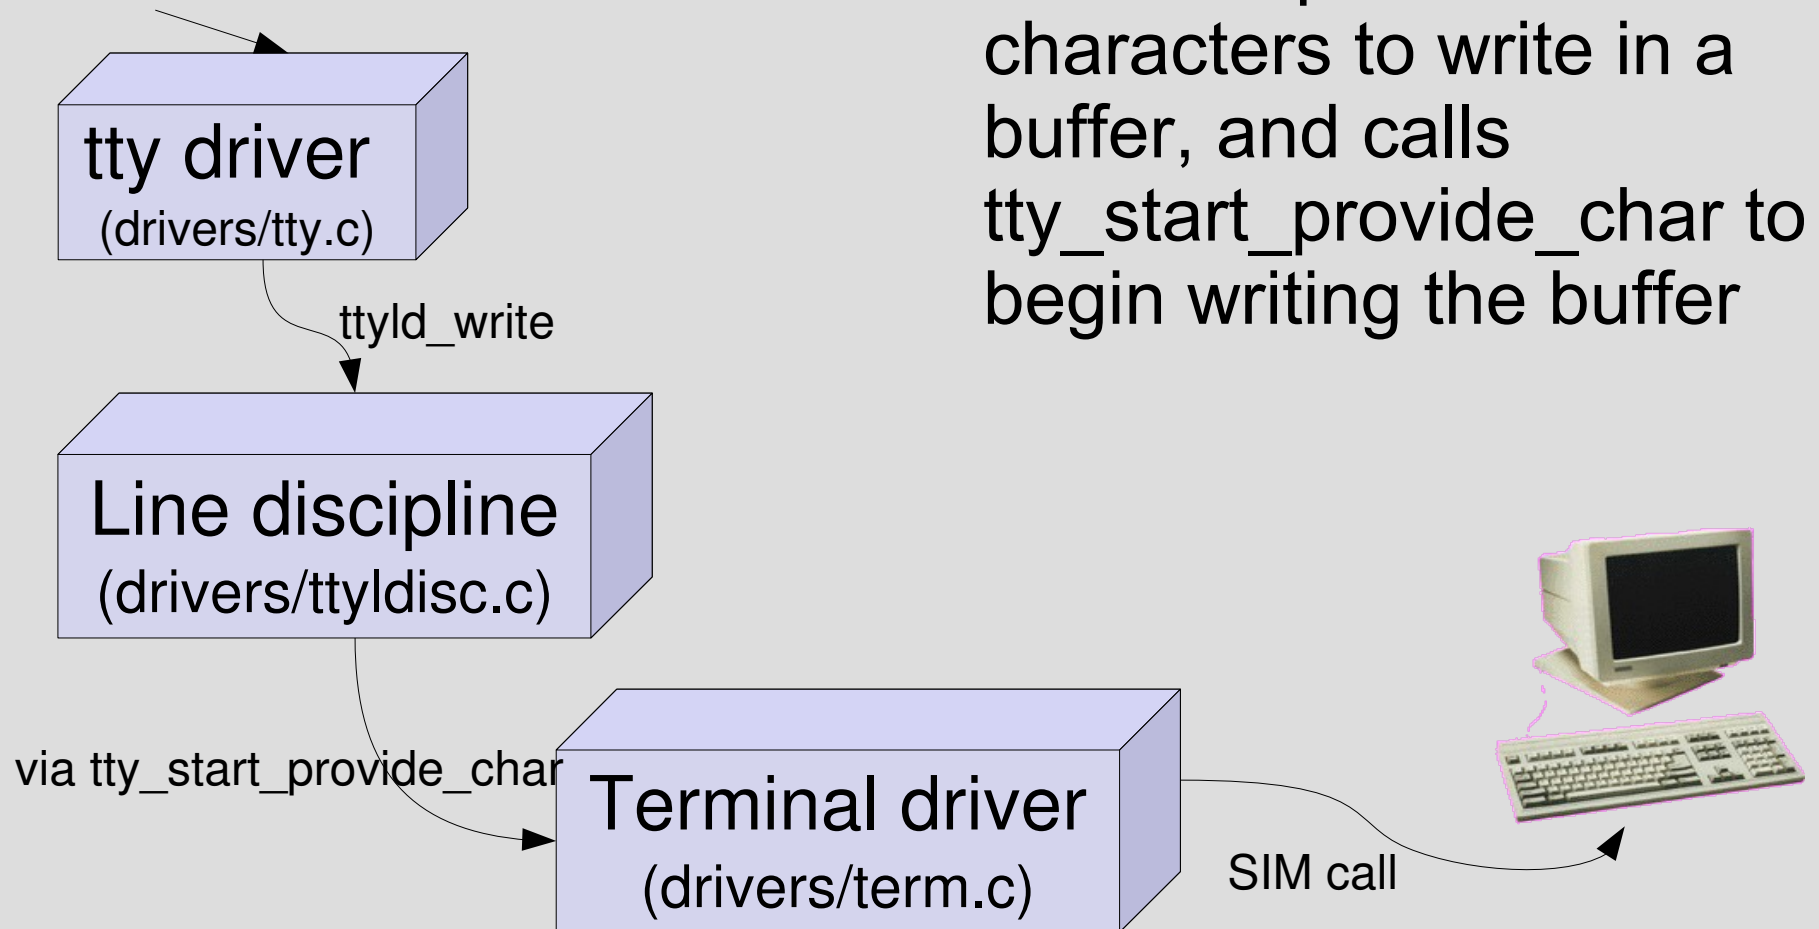 characters to write in a
buffer, and calls
tty_start_provide_char to
begin writing the buffer
tty driver
(drivers/tty.c)
ttyld_write
Line discipline
(drivers/ttyldisc.c)
via tty_start_provide_char
Terminal driver
(drivers/term.c)
SIM call